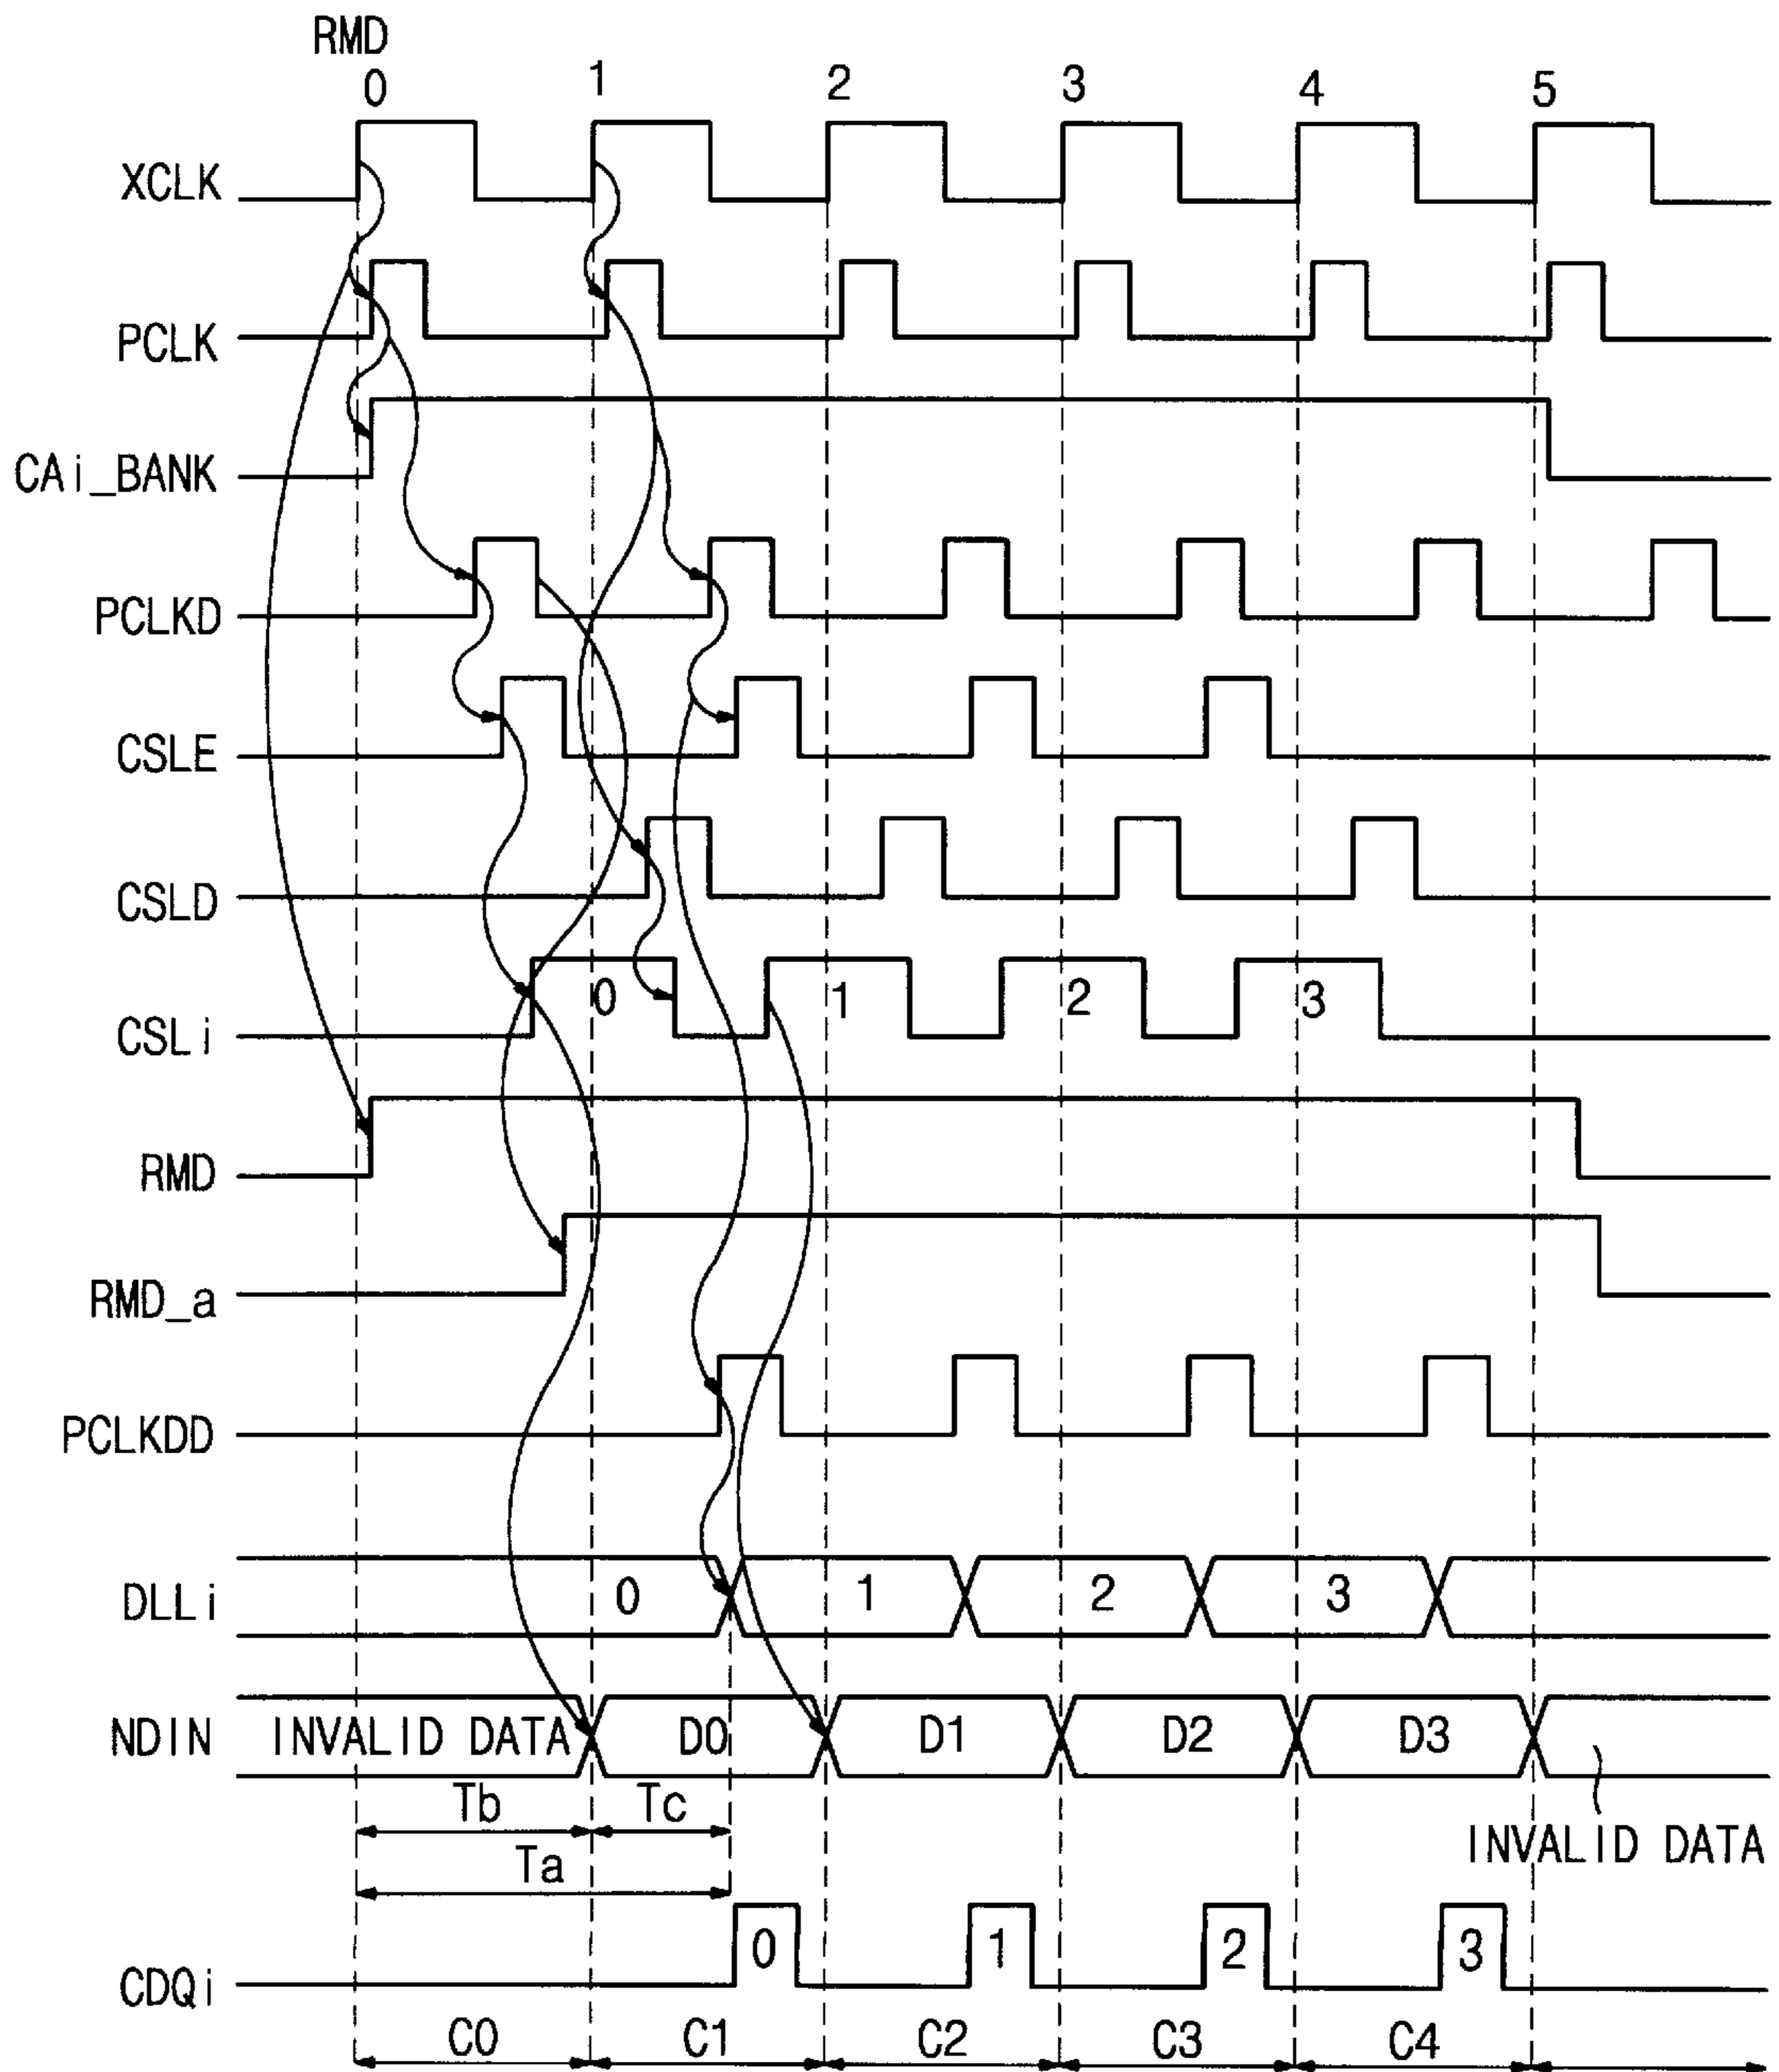 RMD
0 1 2 3 4 5
XCLK
PCLK
CAi_BANK
PCLKD
CSLE
CSLD
CSLi 0 1 2 3
RMD
RMD_a
PCLKDD
DLLi 0 1 2 3
NDIN INVALID DATA D0 D1 D2 D3
Tb Tc
INVALID DATA
Ta
CDQi 0 1 2 3
C0 C1 C2 C3 C4